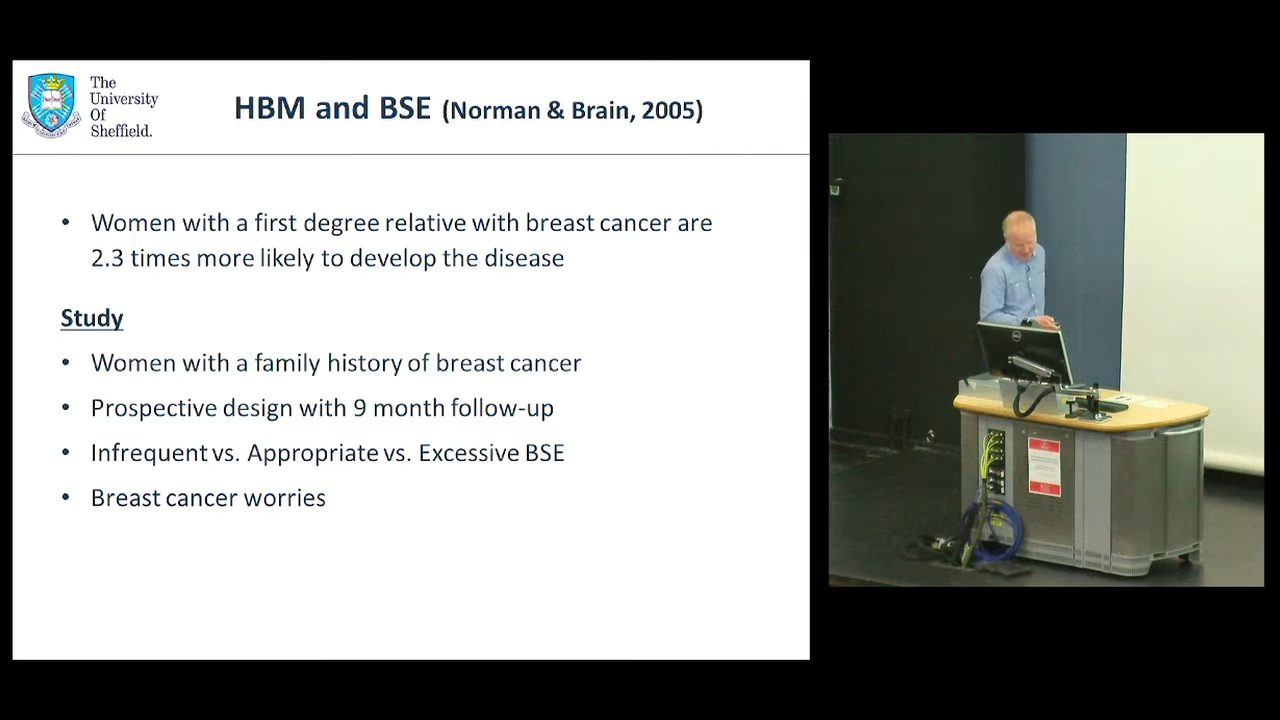 The
University
Of
Sheffield.
HBM and BSE (Norman & Brain, 2005)
• Women with a first degree relative with breast cancer are
2.3 times more likely to develop the disease
Study
• Women with a family history of breast cancer
• Prospective design with 9 month follow-up
• Infrequent vs. Appropriate vs. Excessive BSE
• Breast cancer worries